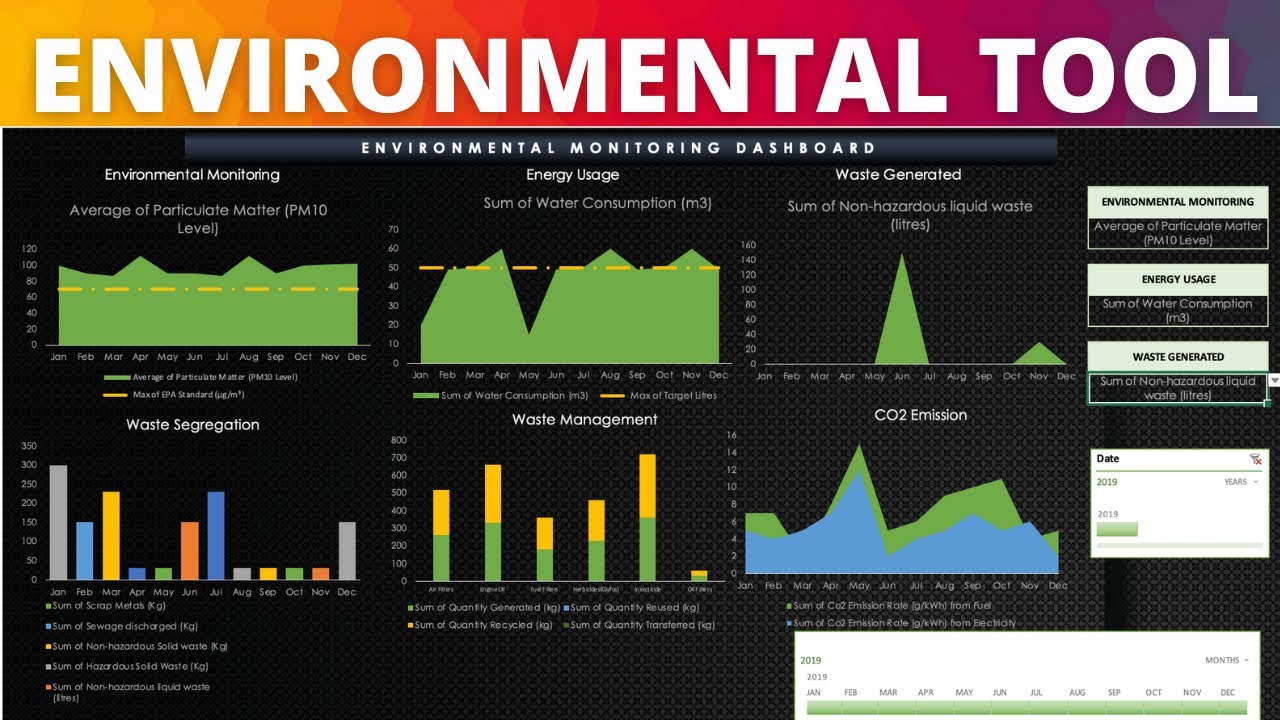 ENVIRONMENTAL TOOL
ENVIRONMENTAL MONITORING DASHBOARD
Environmental Monitoring
Average of Particulate Matter (PM10
Level)
120
100
80
60
40
20
0
Jan Feb Mar Apr May Jun Jul Aug Sep Oct Nov Dec
Average of Particulate Matter (PM10 Level)
Max of EPA Standard (µg/m³)
Energy Usage
Sum of Water Consumption (m3)
70
60
50
40
30
20
10
0
Jan Feb Mar Apr May Jun Jul Aug Sep Oct Nov Dec
Sum of Water Consumption (m3) Max of Target Litres
Waste Generated
Sum of Non-hazardous liquid waste
(litres)
160
140
120
100
80
60
40
20
0
Jan Feb Mar Apr May Jun Jul Aug Sep Oct Nov Dec
ENVIRONMENTAL MONITORING
Average of Particulate Matter
(PM10 Level)
ENERGY USAGE
Sum of Water Consumption
(m3)
WASTE GENERATED
Sum of Non-hazardous liquid
waste (litres)
Waste Segregation
350
300
250
200
150
100
50
0
Jan Feb Mar Apr May Jun Jul Aug Sep Oct Nov Dec
Sum of Scrap Metals (Kg)
Sum of Sewage discharged (Kg)
Sum of Non-hazardous Solid waste (Kg)
Sum of Hazardous Solid Waste (Kg)
Sum of Non-hazardous liquid waste
(litres)
Waste Management
800
700
600
500
400
300
200
100
0
Air Filters Engine Oil Fuel Filters Herbicides(Glyfos) Insecticide Oil Filters
Sum of Quantity Generated (kg) Sum of Quantity Reused (kg)
Sum of Quantity Recycled (kg) Sum of Quantity Transferred (kg)
CO2 Emission
16
14
12
10
8
6
4
2
0
Jan Feb Mar Apr May Jun Jul Aug Sep Oct Nov Dec
Sum of Co2 Emission Rate (g/kWh) from Fuel
Sum of Co2 Emission Rate (g/kWh) from Electricity
Date
2019 YEARS
2019
2019 MONTHS
2019
JAN FEB MAR APR MAY JUN JUL AUG SEP OCT NOV DEC